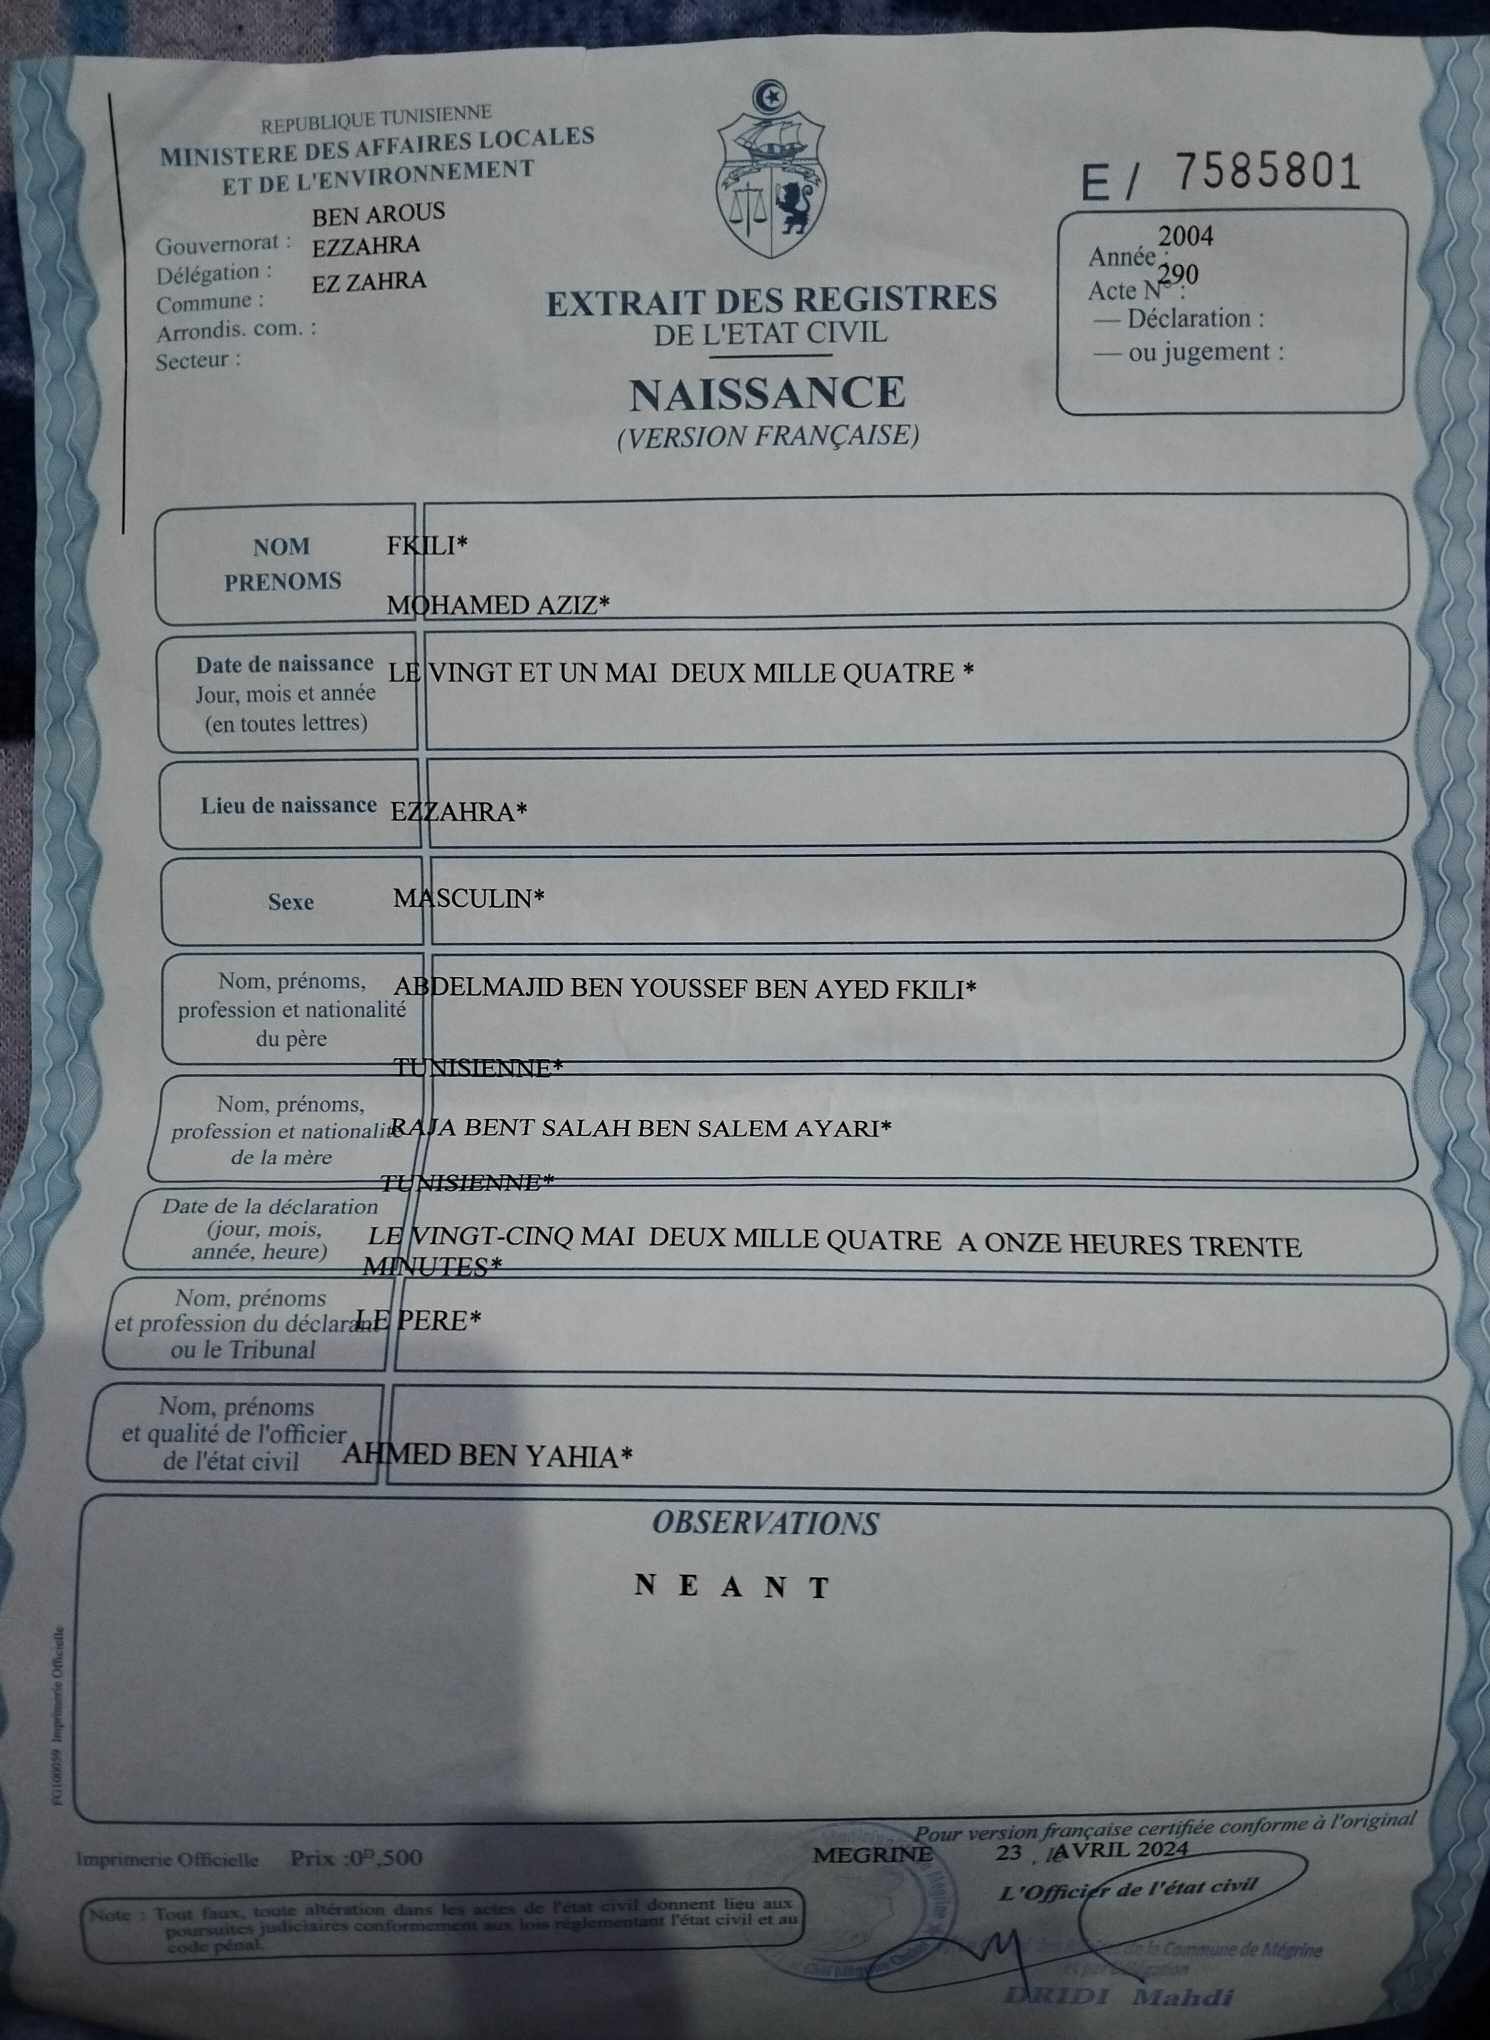 REPUBLIQUE TUNISIENNE
MINISTERE DES AFFAIRES LOCALES
ET DE L'ENVIRONNEMENT
Gouvernorat : BEN AROUS
Délégation : EZZAHRA
Commune : EZ ZAHRA
Arrondis. com. :
Secteur :
EXTRAIT DES REGISTRES
DE L'ETAT CIVIL
NAISSANCE
(VERSION FRANÇAISE)
E / 7585801
Année : 2004
Acte N° : 290
— Déclaration :
— ou jugement :
NOM FKILI*
PRENOMS MOHAMED AZIZ*
Date de naissance LE VINGT ET UN MAI DEUX MILLE QUATRE *
Jour, mois et année
(en toutes lettres)
Lieu de naissance EZZAHRA*
Sexe MASCULIN*
Nom, prénoms, ABDELMAJID BEN YOUSSEF BEN AYED FKILI*
profession et nationalité
du père
TUNISIENNE*
Nom, prénoms,
profession et nationalité RAJA BENT SALAH BEN SALEM AYARI*
de la mère
TUNISIENNE*
Date de la déclaration
(jour, mois, LE VINGT-CINQ MAI DEUX MILLE QUATRE A ONZE HEURES TRENTE
année, heure) MINUTES*
Nom, prénoms
et profession du déclarant LE PERE*
ou le Tribunal
Nom, prénoms
et qualité de l'officier
de l'état civil AHMED BEN YAHIA*
OBSERVATIONS
N E A N T
FG100059 Imprimerie Officielle
Pour version française certifiée conforme à l'original
Imprimerie Officielle Prix :0ᴰ,500
MEGRINE 23 , le AVRIL 2024
L'Officier de l'état civil
Note : Tout faux, toute altération dans les actes de l'état civil donnent lieu aux
poursuites judiciaires conformement aux lois réglementant l'état civil et au
code pénal.
de la Commune de Mégrine
DRIDI Mahdi